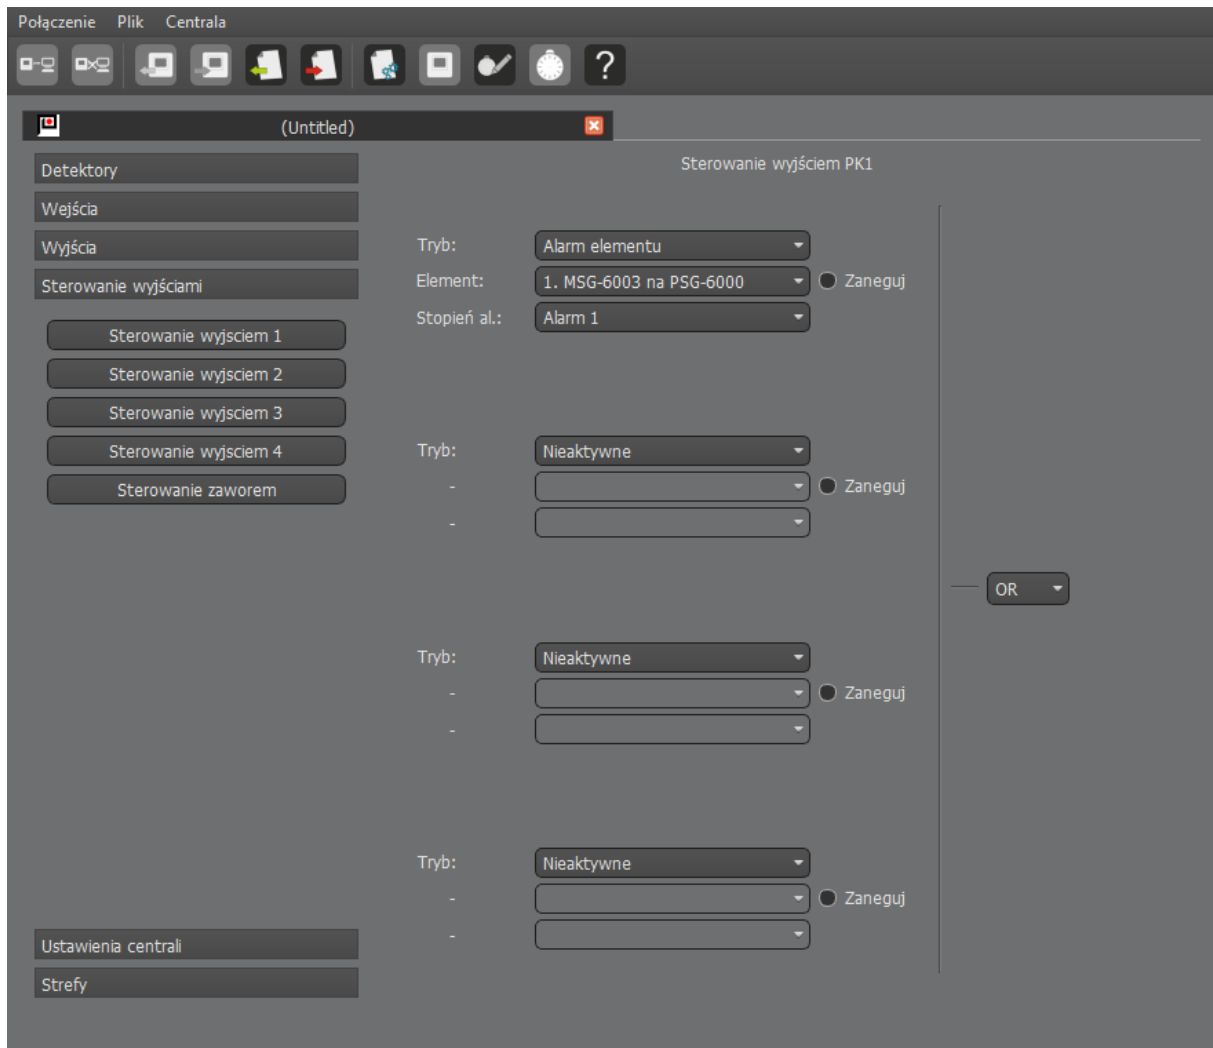 Połączenie Plik Centrala
?
(Untitled)
Detektory
Wejścia
Wyjścia
Sterowanie wyjściami
Sterowanie wyjsciem 1
Sterowanie wyjsciem 2
Sterowanie wyjsciem 3
Sterowanie wyjsciem 4
Sterowanie zaworem
Ustawienia centrali
Strefy
Sterowanie wyjściem PK1
Tryb: Alarm elementu
Element: 1. MSG-6003 na PSG-6000 Zaneguj
Stopień al.: Alarm 1
Tryb: Nieaktywne
- Zaneguj
-
Tryb: Nieaktywne
- Zaneguj
-
Tryb: Nieaktywne
- Zaneguj
-
OR